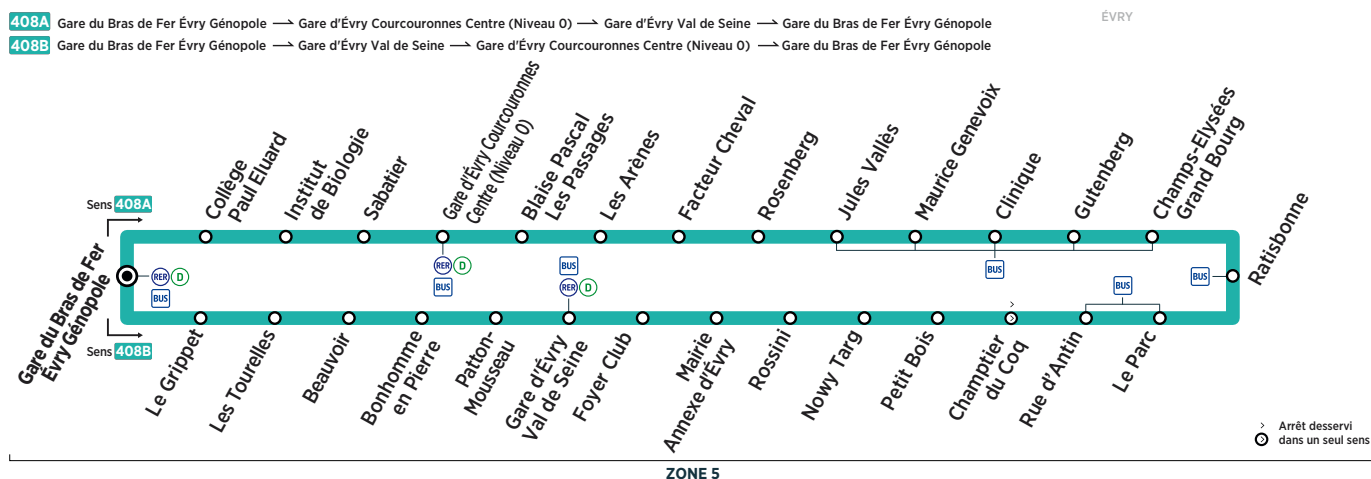 408A Gare du Bras de Fer Évry Génopole → Gare d'Évry Courcouronnes Centre (Niveau 0) → Gare d'Évry Val de Seine → Gare du Bras de Fer Évry Génopole
ÉVRY
408B Gare du Bras de Fer Évry Génopole → Gare d'Évry Val de Seine → Gare d'Évry Courcouronnes Centre (Niveau 0) → Gare du Bras de Fer Évry Génopole
Sens 408A
Collège
Paul Eluard
Institut
de Biologie
Sabatier
Gare d'Évry Courcouronnes
Centre (Niveau 0)
Blaise Pascal
Les Passages
Les Arènes
Facteur Cheval
Rosenberg
Jules Vallès
Maurice Genevoix
Clinique
Gutenberg
Champs-Elysées
Grand Bourg
Ratisbonne
Gare du Bras de Fer
Évry Génopole
RER D
BUS
RER D
BUS
BUS
RER D
BUS
BUS
BUS
Sens 408B
Le Grippet
Les Tourelles
Beauvoir
Bonhomme
en Pierre
Patton-
Mousseau
Gare d'Évry
Val de Seine
Foyer Club
Mairie
Annexe d'Évry
Rossini
Nowy Targ
Petit Bois
Champtier
du Coq
Rue d'Antin
Le Parc
Arrêt desservi
dans un seul sens
ZONE 5